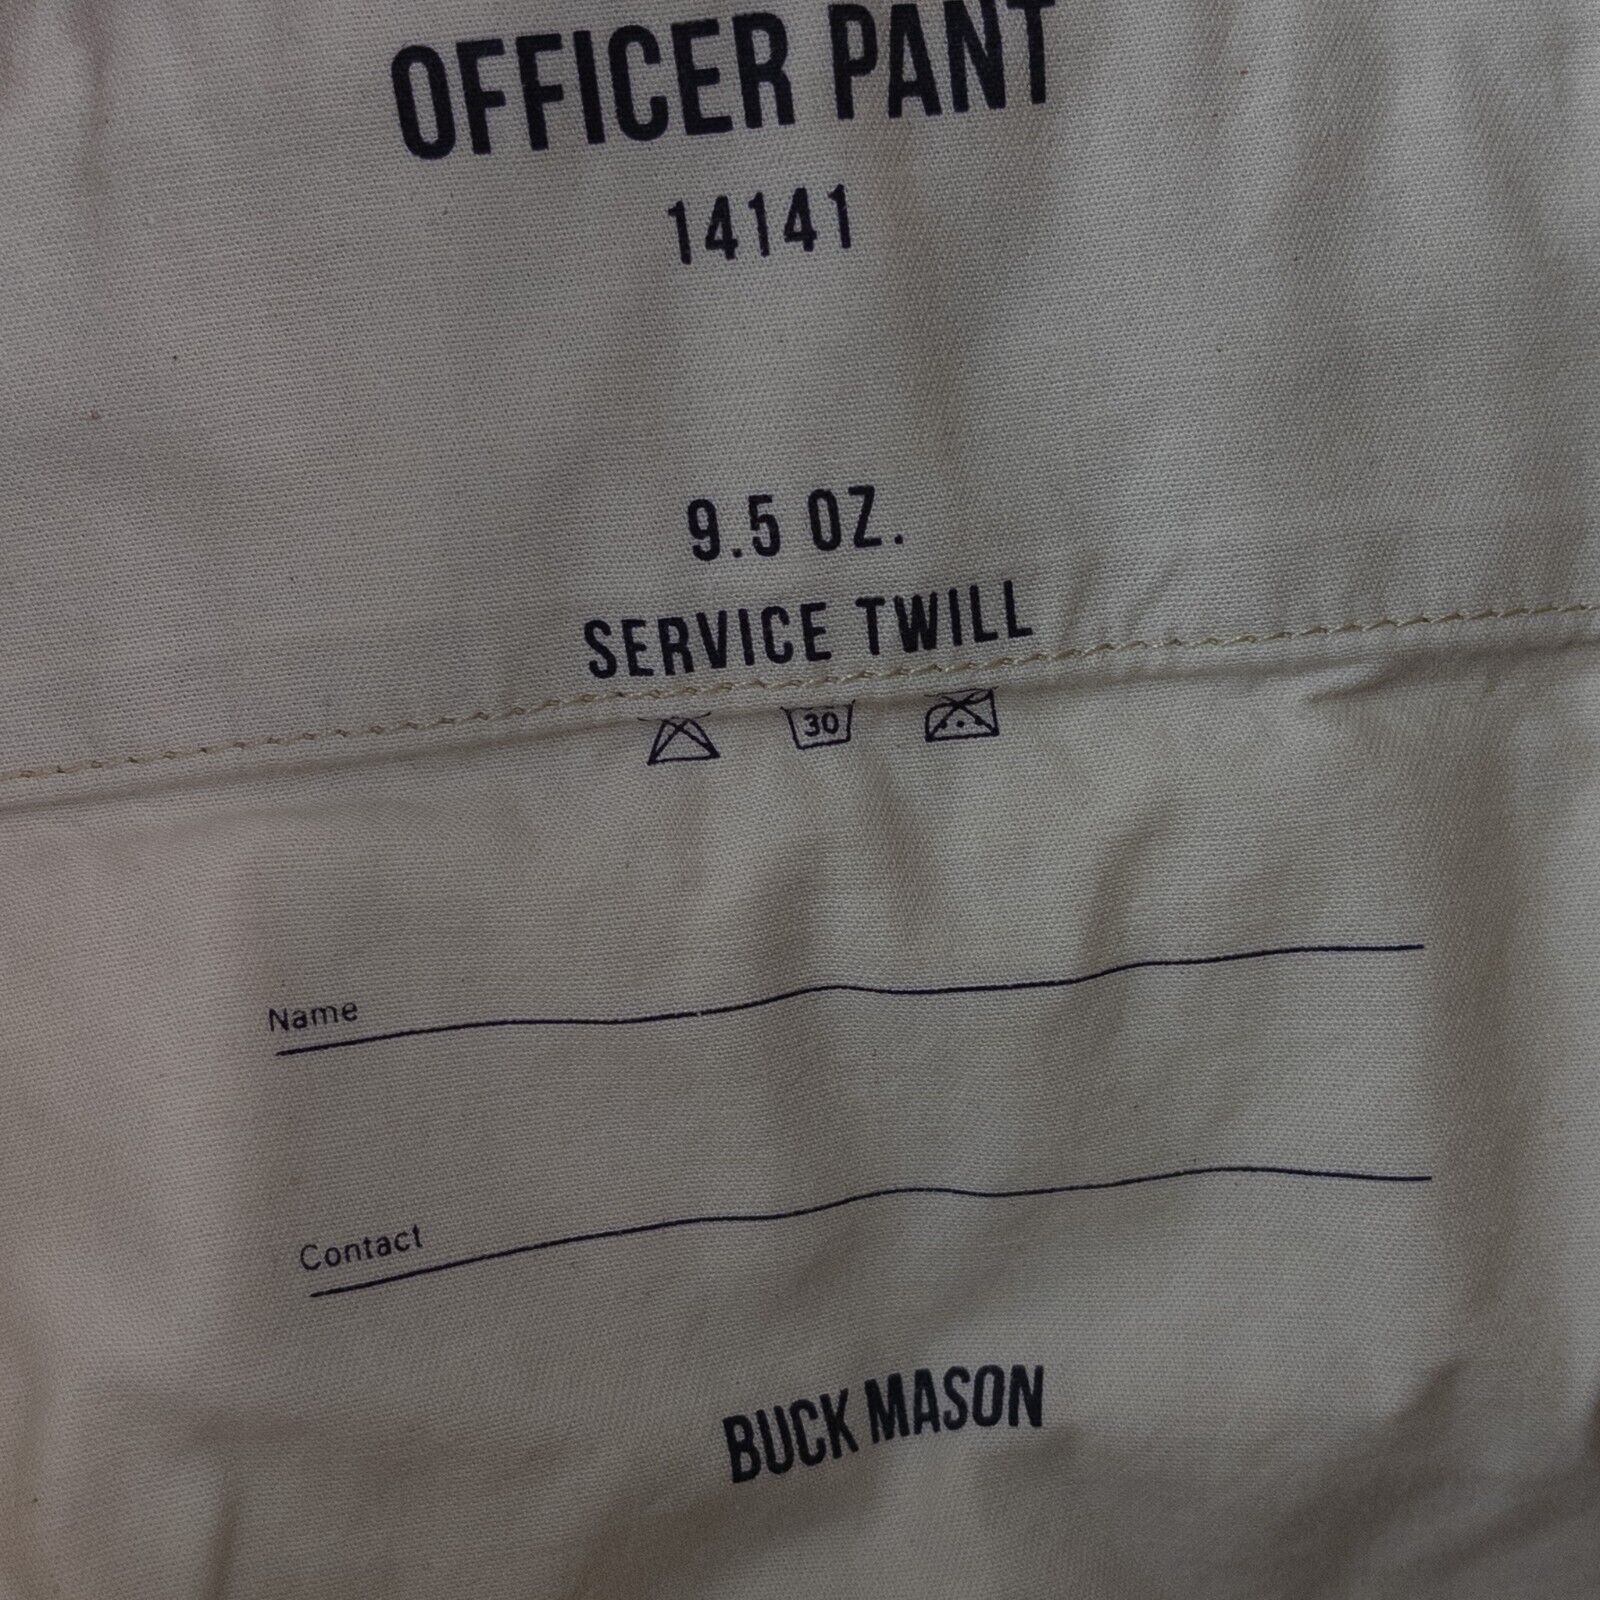 OFFICER PANT
14141
9.5 OZ.
SERVICE TWILL
30
Name
Contact
BUCK MASON